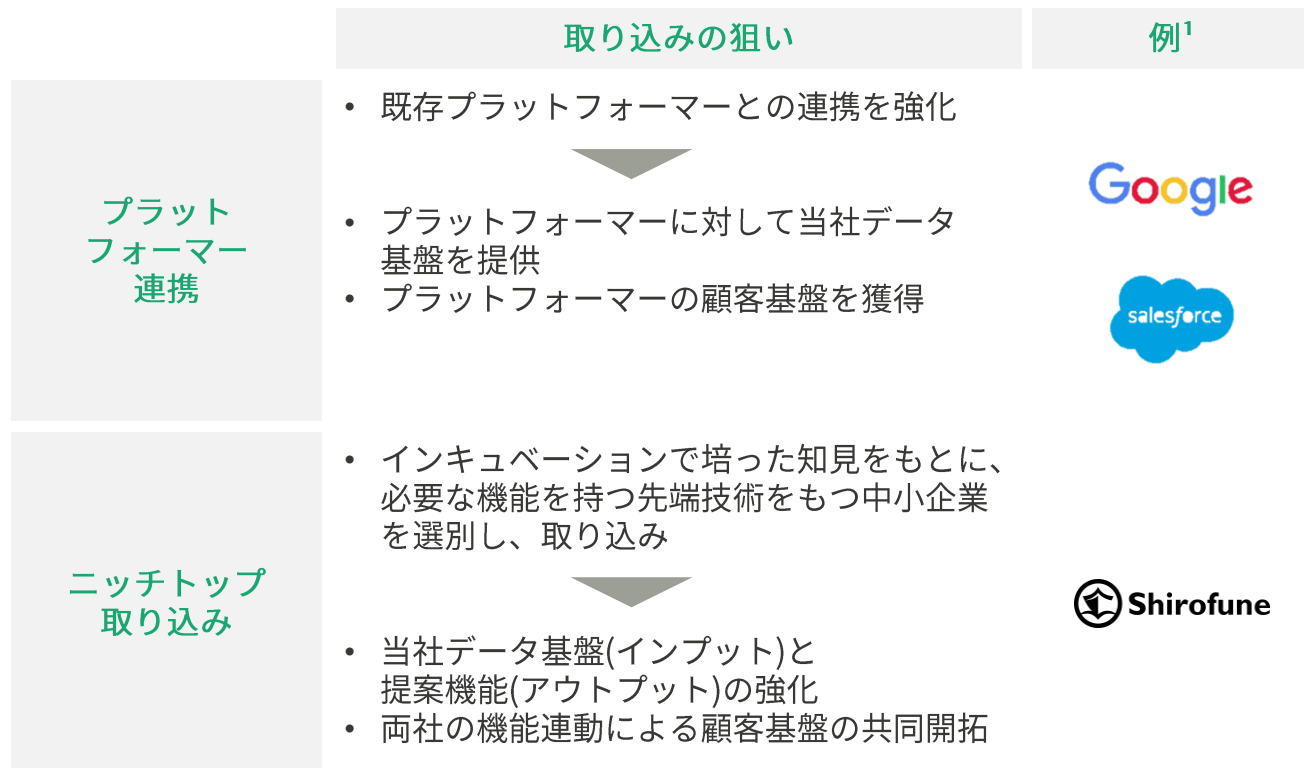 取り込みの狙い
例¹
プラット
フォーマー
連携
• 既存プラットフォーマーとの連携を強化
• プラットフォーマーに対して当社データ
基盤を提供
• プラットフォーマーの顧客基盤を獲得
Google
salesforce
ニッチトップ
取り込み
• インキュベーションで培った知見をもとに、
必要な機能を持つ先端技術をもつ中小企業
を選別し、取り込み
• 当社データ基盤(インプット)と
提案機能(アウトプット)の強化
• 両社の機能連動による顧客基盤の共同開拓
Shirofune